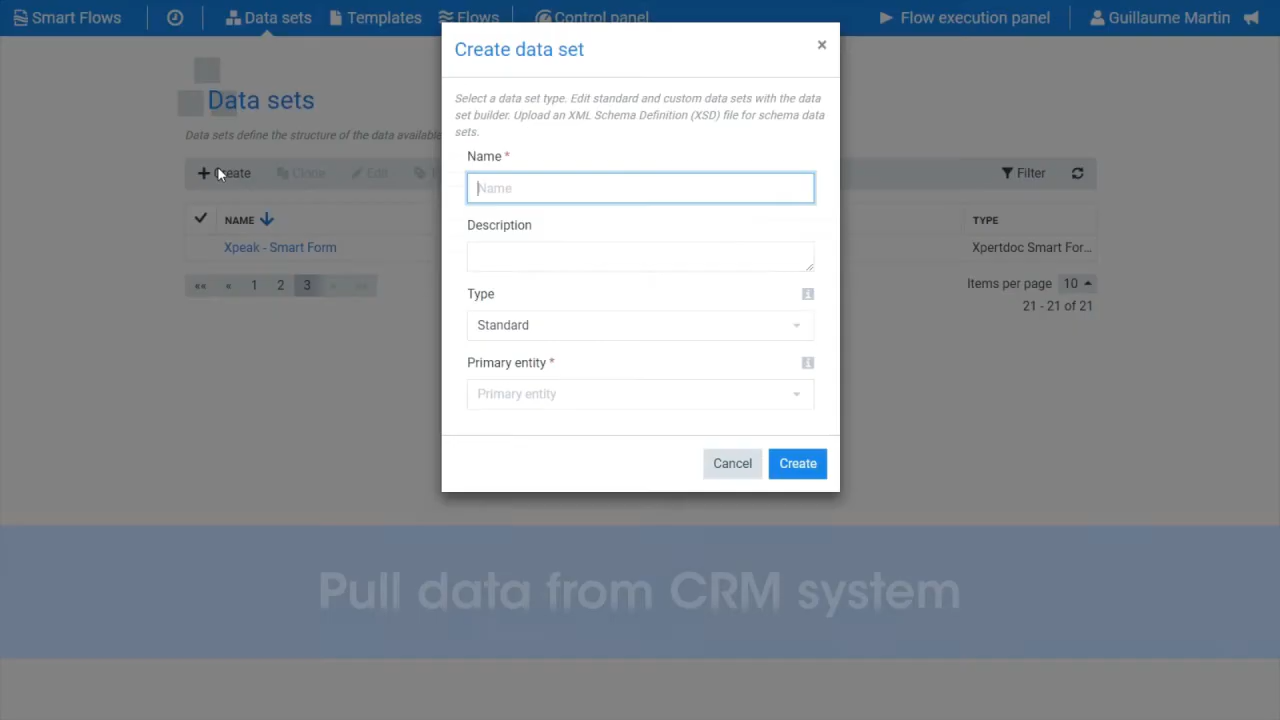 Smart Flows
Data sets
Templates
Flows
Control panel
Flow execution panel
Guillaume Martin
Create data set
×
Select a data set type. Edit standard and custom data sets with the data
set builder. Upload an XML Schema Definition (XSD) file for schema data
sets.
Name *
Name
Description
Type
Standard
Primary entity *
Primary entity
Cancel
Create
Data sets
Data sets define the structure of the data available
+ Create
Clone
Edit
Filter
NAME
TYPE
Xpeak - Smart Form
Xpertdoc Smart For...
«« « 1 2 3 » »»
Items per page 10
21 - 21 of 21
Pull data from CRM system